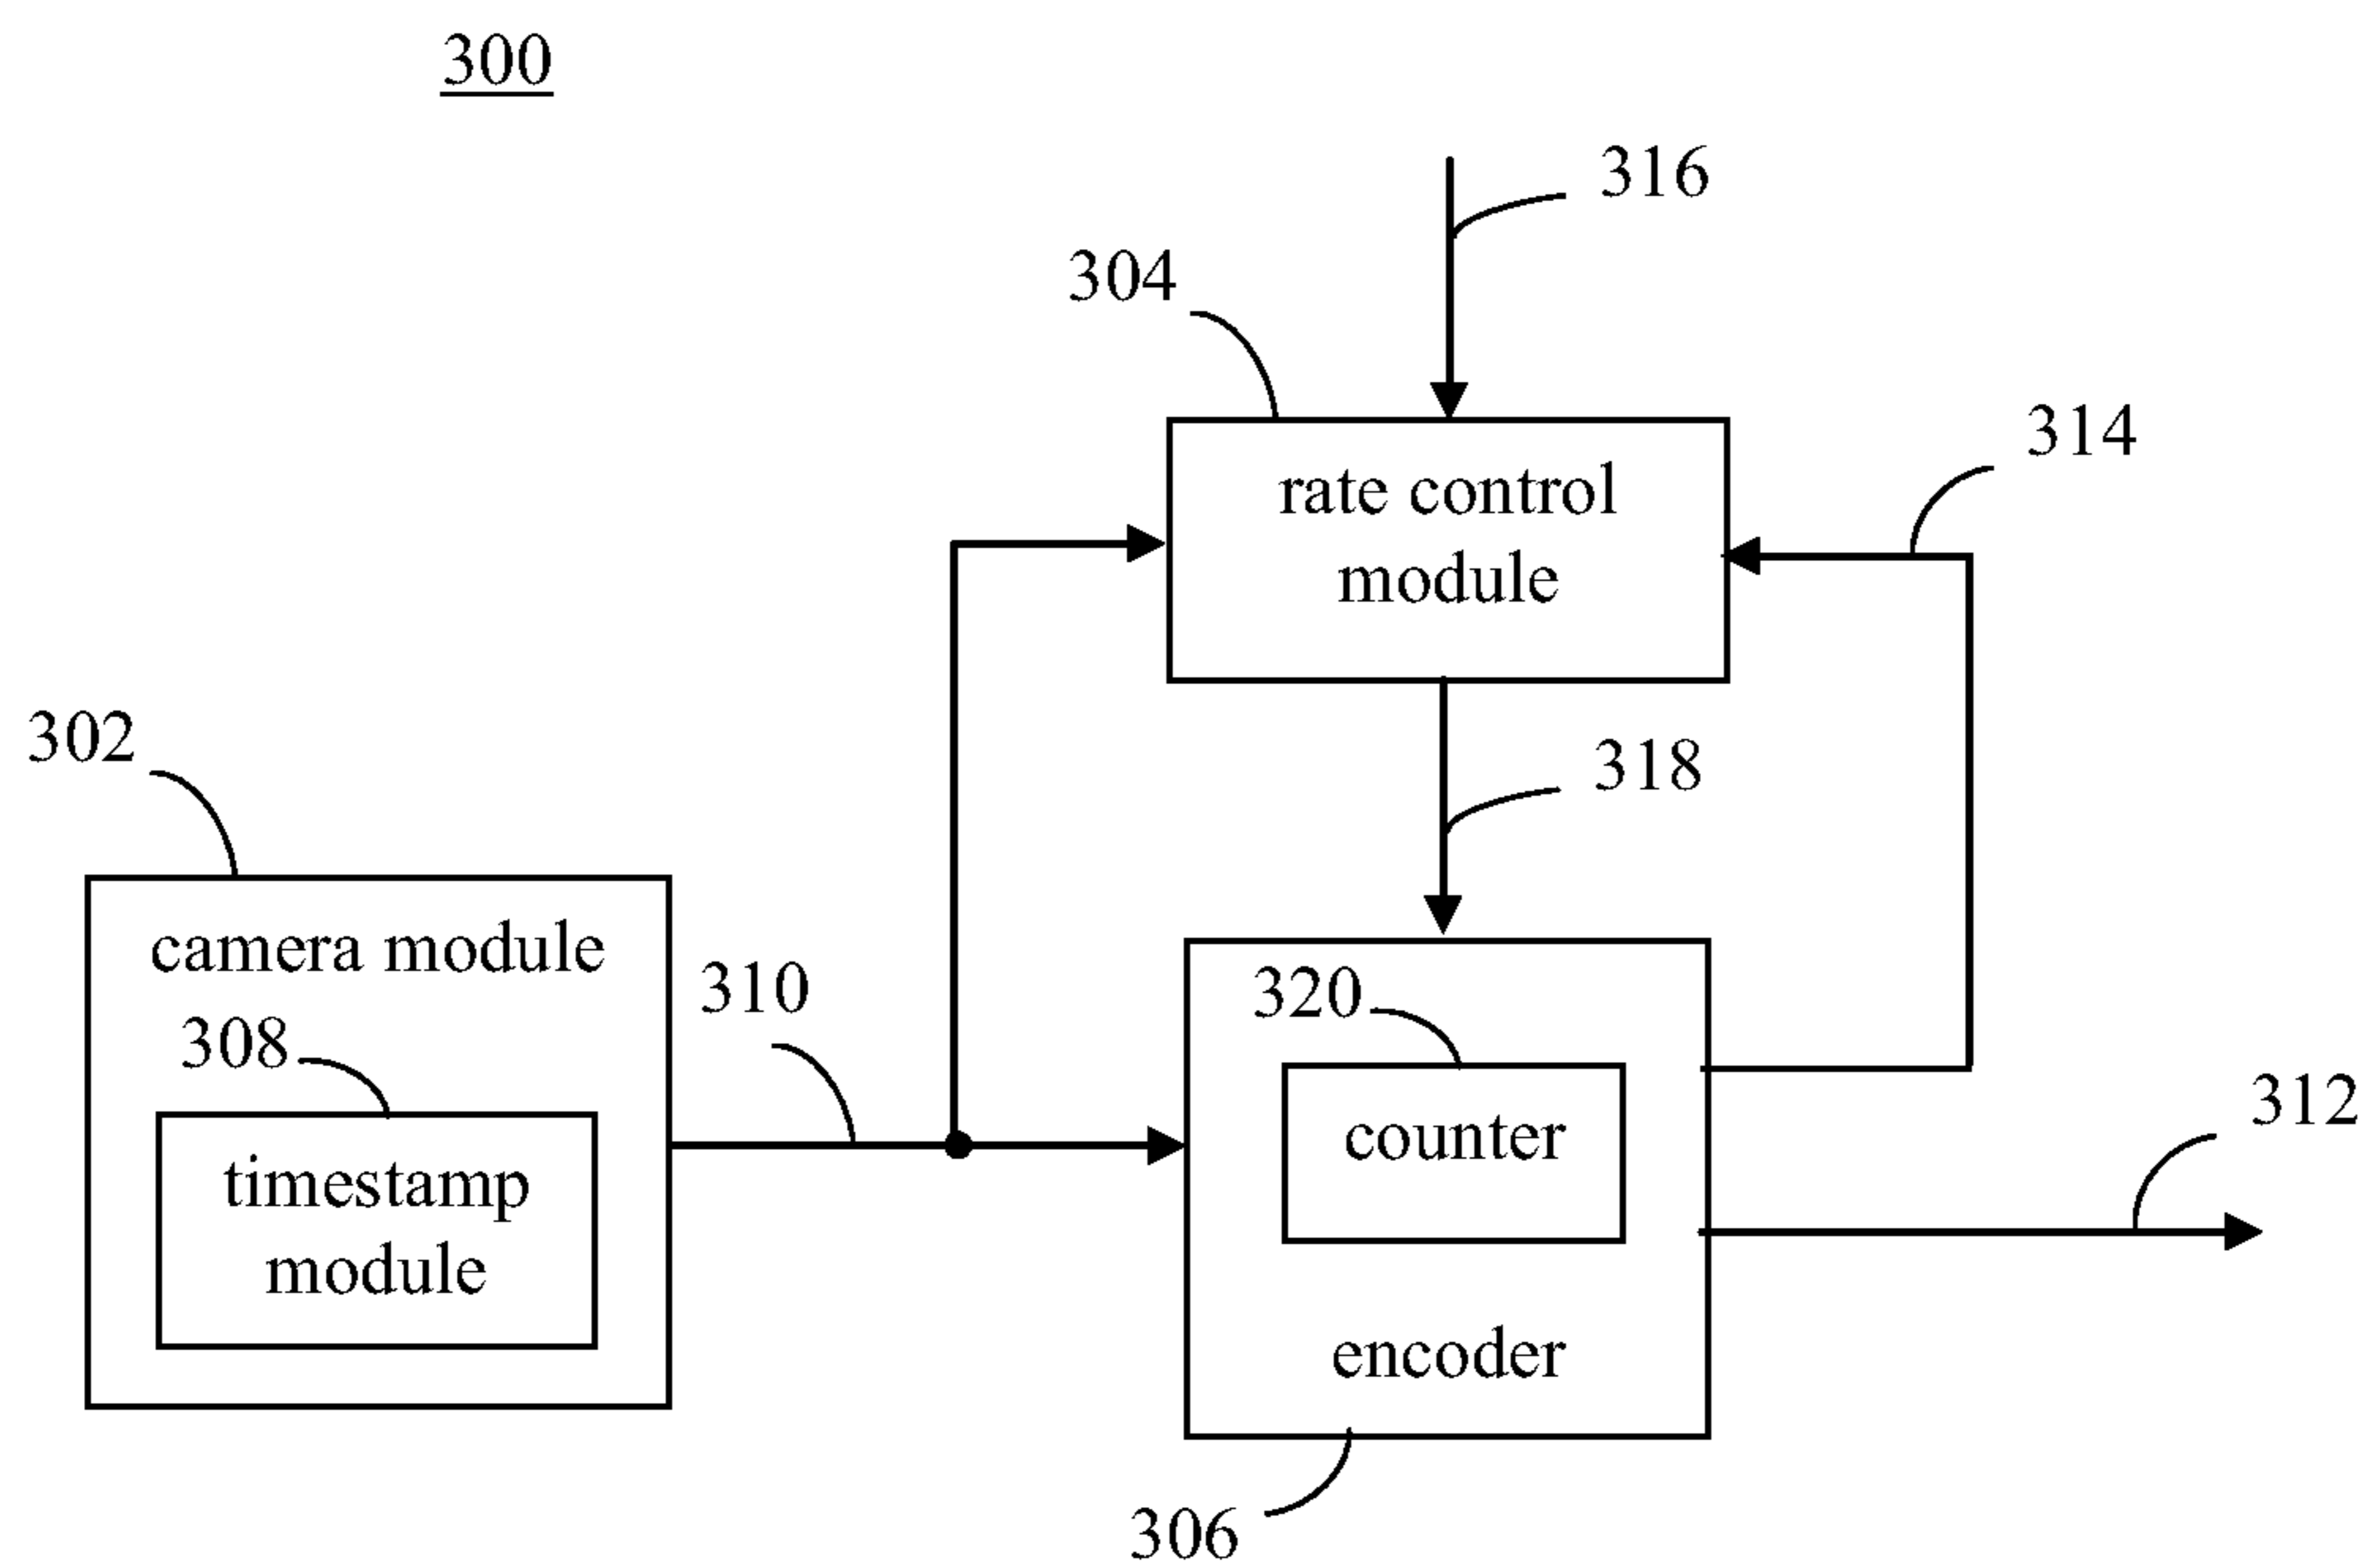 300
316
304
314
rate control
module
302
318
camera module
310
320
308
counter
312
timestamp
module
encoder
306